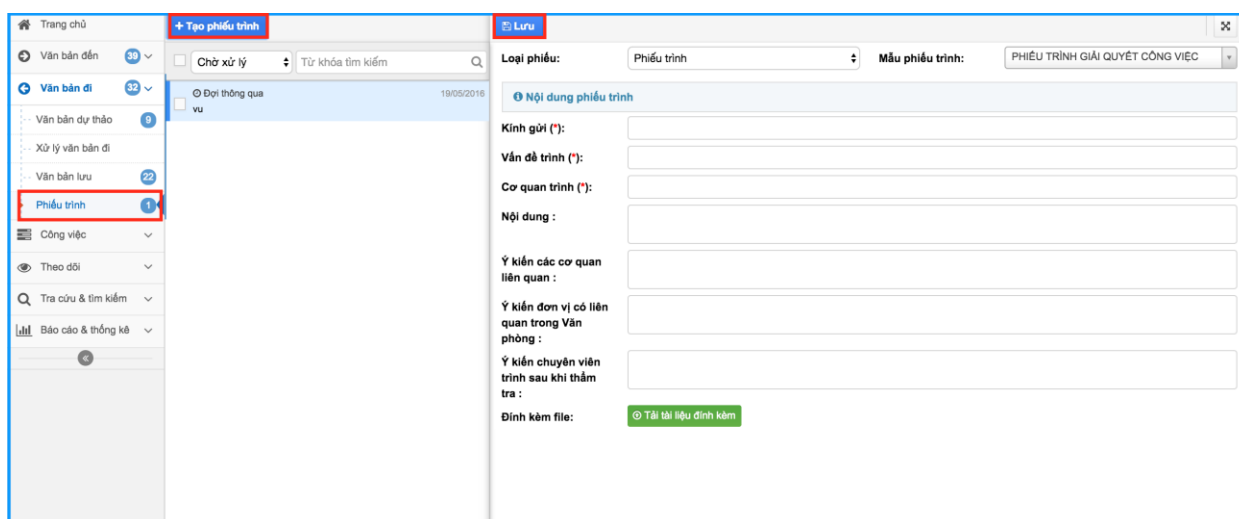 Trang chủ
Văn bản đến 39
Văn bản đi 32
Văn bản dự thảo 9
Xử lý văn bản đi
Văn bản lưu 22
Phiếu trình 1
Công việc
Theo dõi
Tra cứu & tìm kiếm
Báo cáo & thống kê
+ Tạo phiếu trình
Chờ xử lý Từ khóa tìm kiếm
Đợi thông qua 19/05/2016
vu
Lưu
Loại phiếu: Phiếu trình Mẫu phiếu trình: PHIẾU TRÌNH GIẢI QUYẾT CÔNG VIỆC
Nội dung phiếu trình
Kính gửi (*):
Vấn đề trình (*):
Cơ quan trình (*):
Nội dung :
Ý kiến các cơ quan
liên quan :
Ý kiến đơn vị có liên
quan trong Văn
phòng :
Ý kiến chuyên viên
trình sau khi thẩm
tra :
Đính kèm file: Tải tài liệu đính kèm